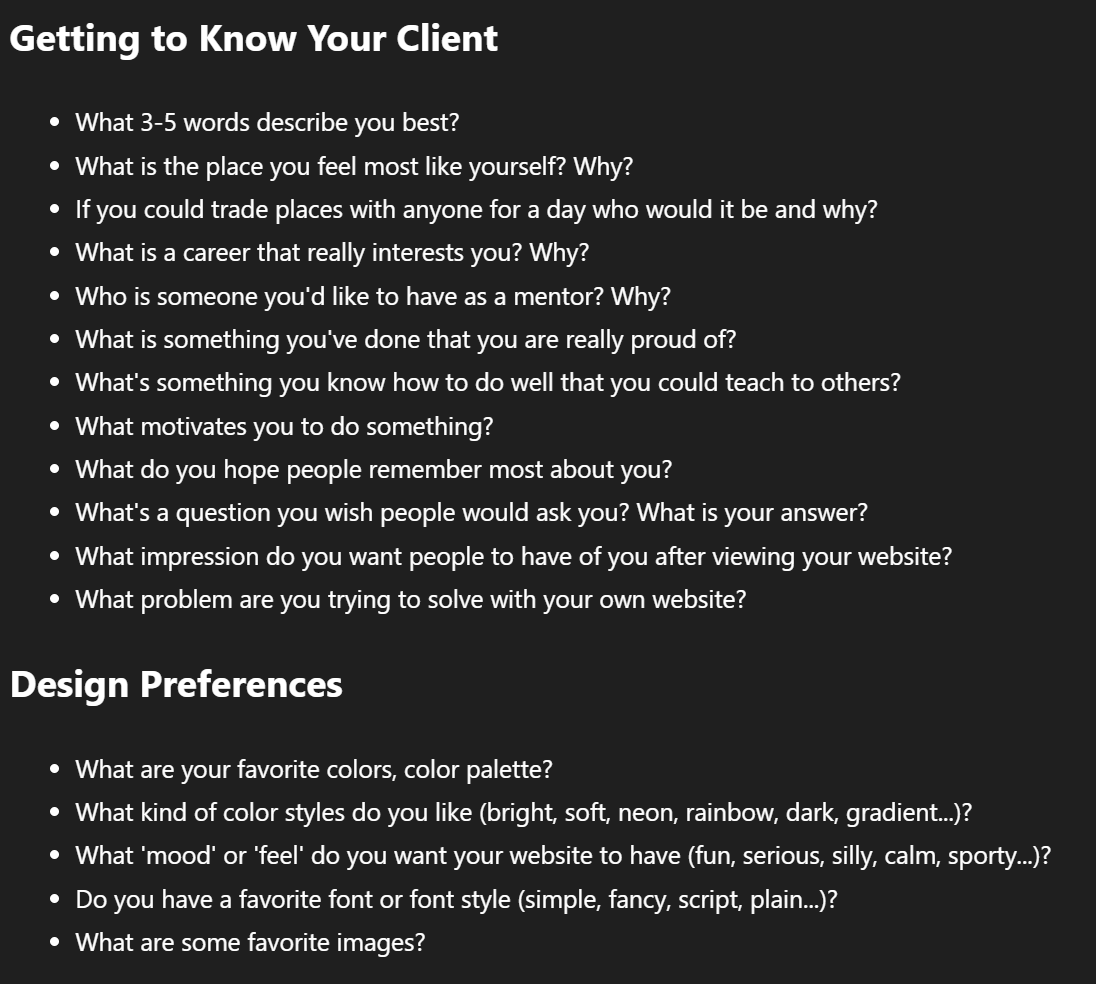 Getting to Know Your Client
• What 3-5 words describe you best?
• What is the place you feel most like yourself? Why?
• If you could trade places with anyone for a day who would it be and why?
• What is a career that really interests you? Why?
• Who is someone you'd like to have as a mentor? Why?
• What is something you've done that you are really proud of?
• What's something you know how to do well that you could teach to others?
• What motivates you to do something?
• What do you hope people remember most about you?
• What's a question you wish people would ask you? What is your answer?
• What impression do you want people to have of you after viewing your website?
• What problem are you trying to solve with your own website?
Design Preferences
• What are your favorite colors, color palette?
• What kind of color styles do you like (bright, soft, neon, rainbow, dark, gradient...)?
• What 'mood' or 'feel' do you want your website to have (fun, serious, silly, calm, sporty...)?
• Do you have a favorite font or font style (simple, fancy, script, plain...)?
• What are some favorite images?